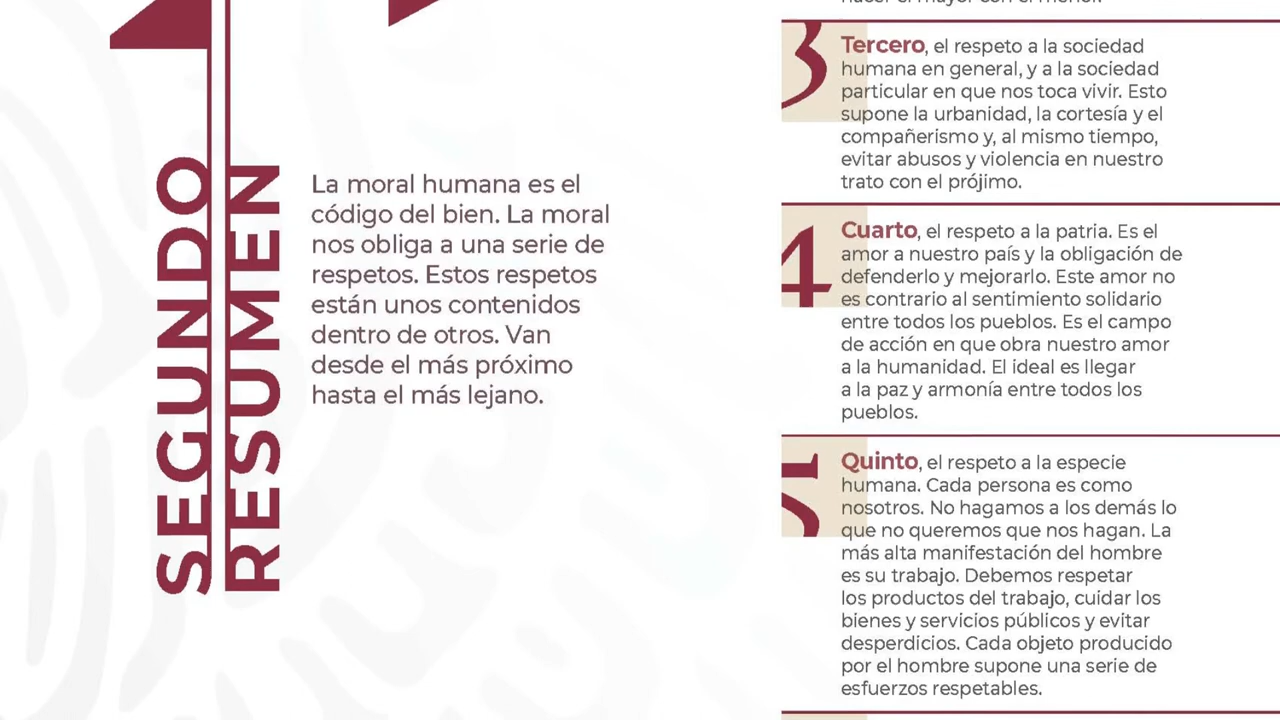 SEGUNDO
RESUMEN
La moral humana es el
código del bien. La moral
nos obliga a una serie de
respetos. Estos respetos
están unos contenidos
dentro de otros. Van
desde el más próximo
hasta el más lejano.
3
Tercero, el respeto a la sociedad
humana en general, y a la sociedad
particular en que nos toca vivir. Esto
supone la urbanidad, la cortesía y el
compañerismo y, al mismo tiempo,
evitar abusos y violencia en nuestro
trato con el prójimo.
4
Cuarto, el respeto a la patria. Es el
amor a nuestro país y la obligación de
defenderlo y mejorarlo. Este amor no
es contrario al sentimiento solidario
entre todos los pueblos. Es el campo
de acción en que obra nuestro amor
a la humanidad. El ideal es llegar
a la paz y armonía entre todos los
pueblos.
5
Quinto, el respeto a la especie
humana. Cada persona es como
nosotros. No hagamos a los demás lo
que no queremos que nos hagan. La
más alta manifestación del hombre
es su trabajo. Debemos respetar
los productos del trabajo, cuidar los
bienes y servicios públicos y evitar
desperdicios. Cada objeto producido
por el hombre supone una serie de
esfuerzos respetables.